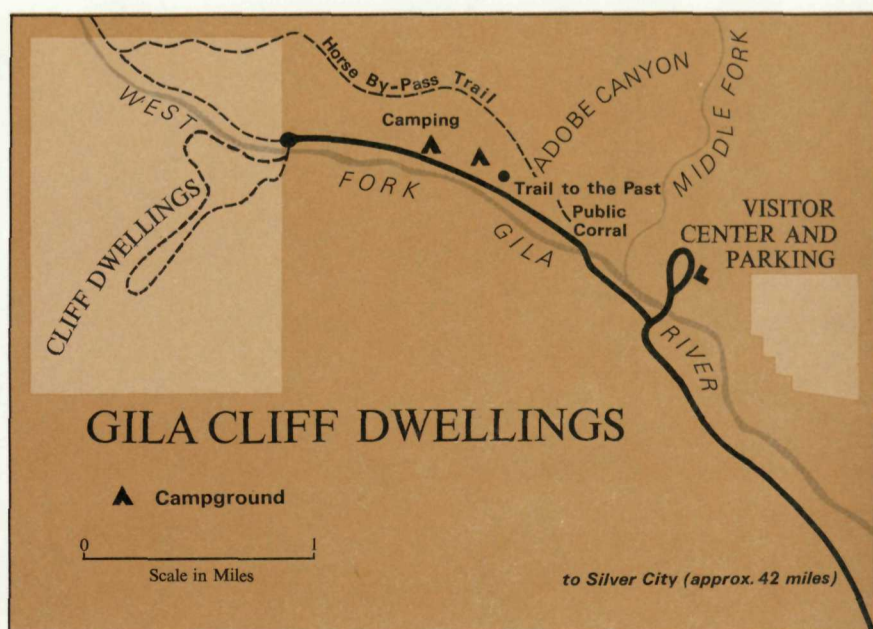 Horse By-Pass Trail
WEST
FORK
GILA
RIVER
Camping
ADOBE CANYON
MIDDLE FORK
Trail to the Past
Public
Corral
VISITOR
CENTER AND
PARKING
CLIFF DWELLINGS
GILA CLIFF DWELLINGS
Campground
0 1
Scale in Miles
to Silver City (approx. 42 miles)